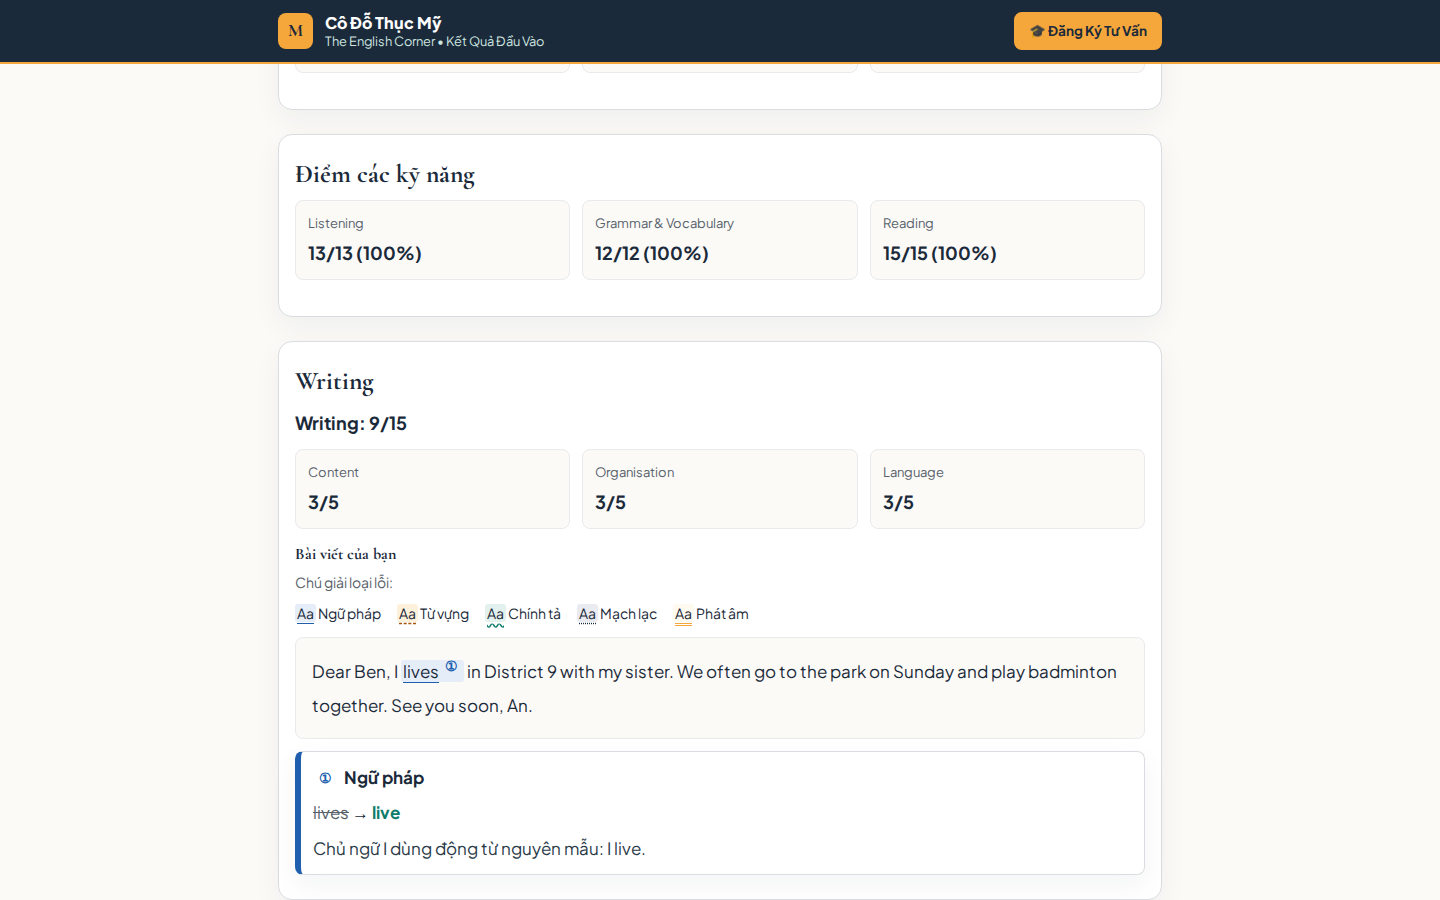 M
Cô Đỗ Thục Mỹ
The English Corner • Kết Quả Đầu Vào
🎓 Đăng Ký Tư Vấn
Điểm các kỹ năng
Listening
13/13 (100%)
Grammar & Vocabulary
12/12 (100%)
Reading
15/15 (100%)
Writing
Writing: 9/15
Content
3/5
Organisation
3/5
Language
3/5
Bài viết của bạn
Chú giải loại lỗi:
Aa Ngữ pháp
Aa Từ vựng
Aa Chính tả
Aa Mạch lạc
Aa Phát âm
Dear Ben, I lives ① in District 9 with my sister. We often go to the park on Sunday and play badminton
together. See you soon, An.
① Ngữ pháp
lives → live
Chủ ngữ I dùng động từ nguyên mẫu: I live.